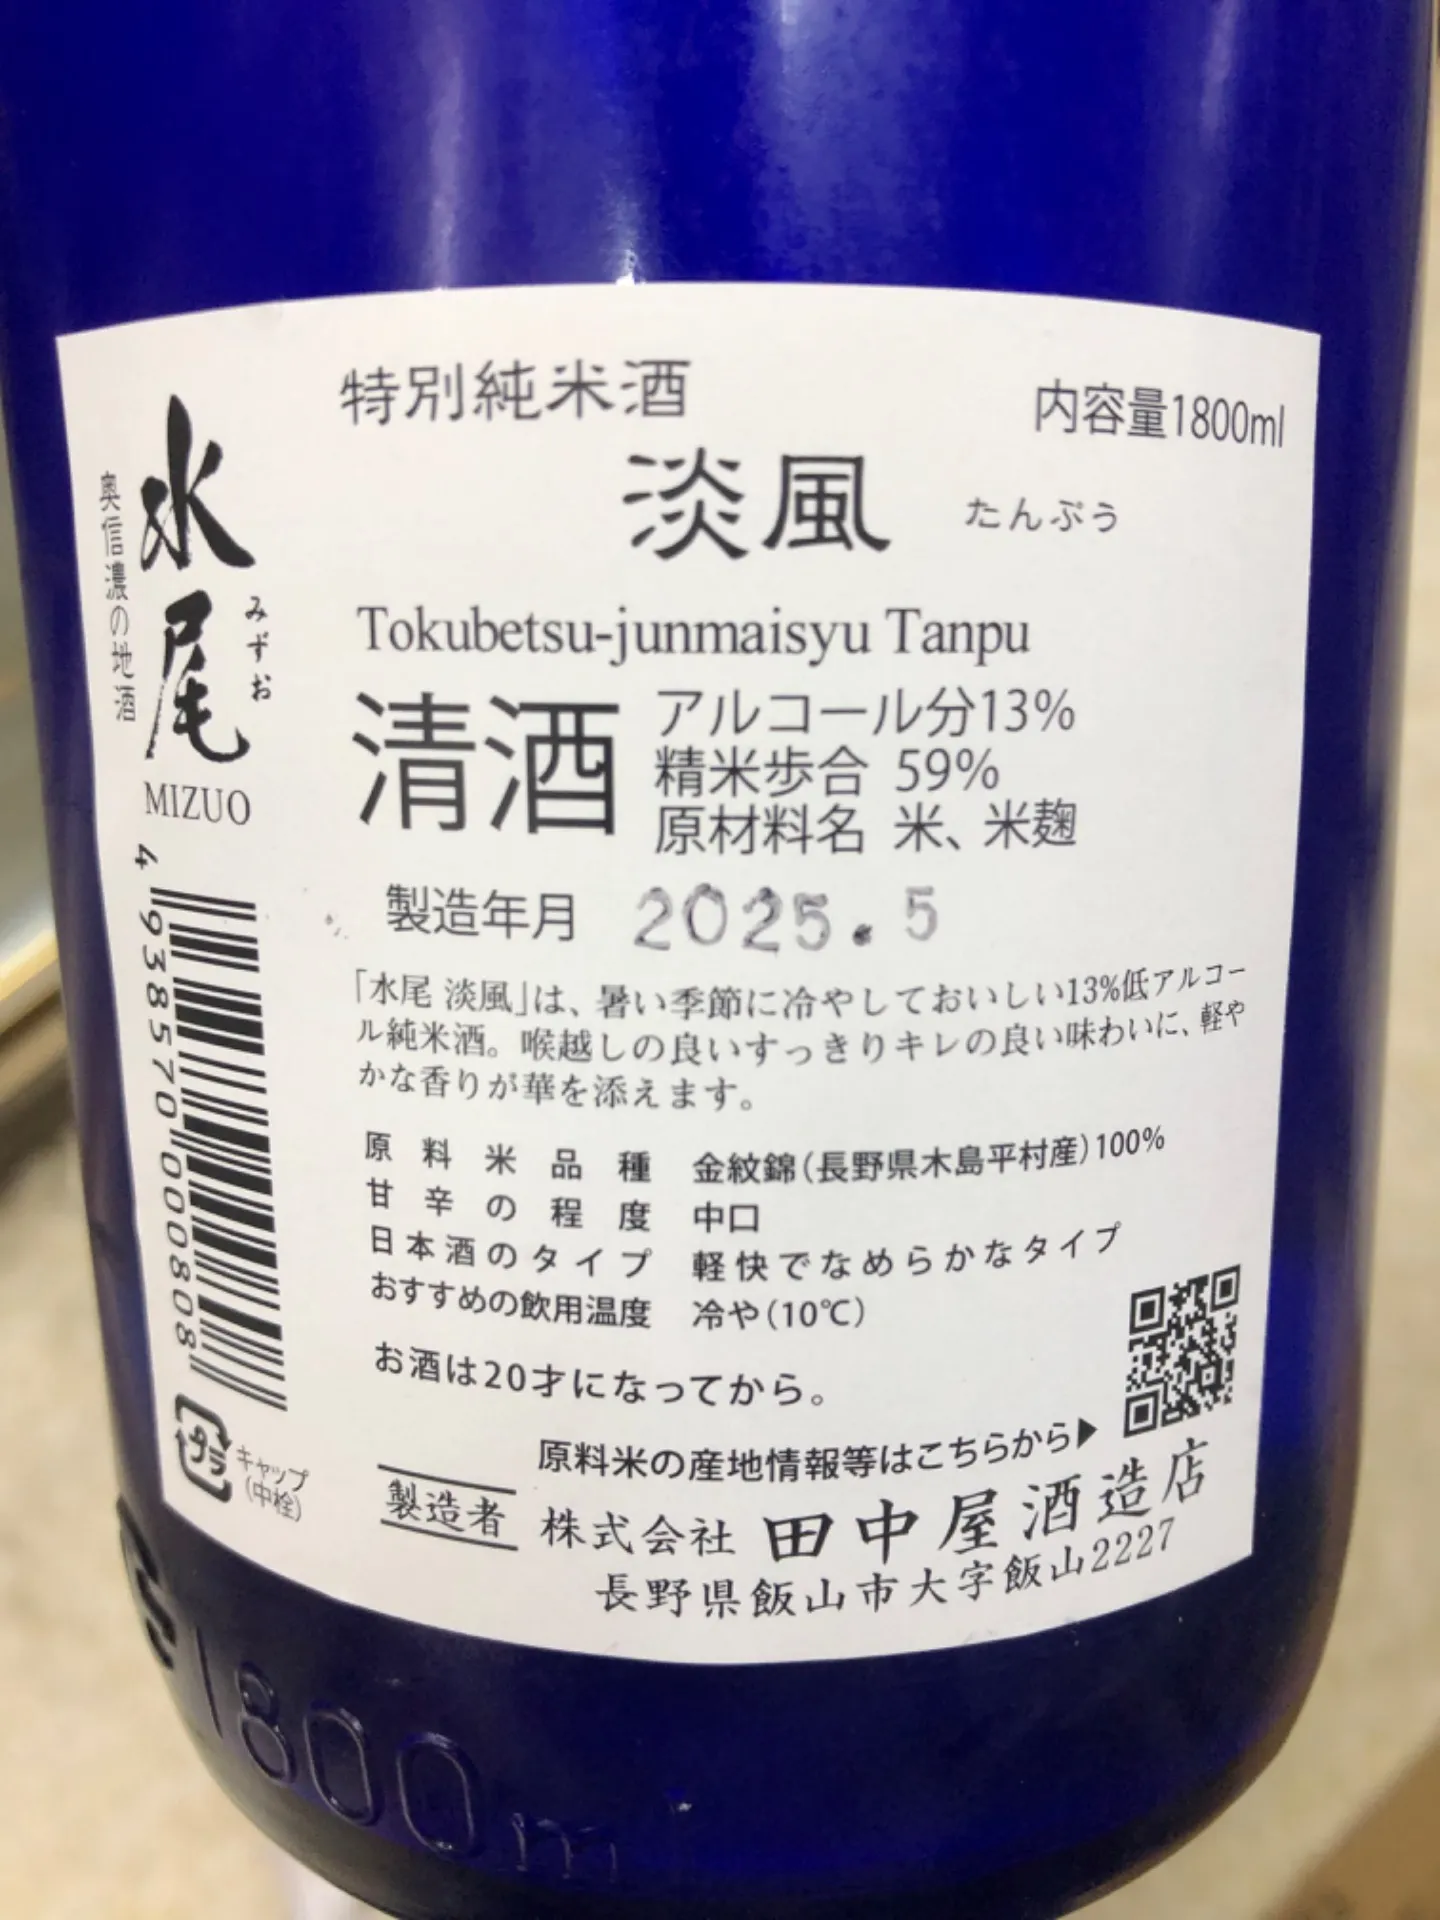 特別純米酒
内容量1800ml
淡風 たんぷう
Tokubetsu-junmaisyu Tanpu
奥信濃の地酒
水尾
みずお
MIZUO
清酒
アルコール分13%
精米歩合 59%
原材料名 米、米麹
製造年月 2025.5
「水尾 淡風」は、暑い季節に冷やしておいしい13%低アルコー
ル純米酒。喉越しの良いすっきりキレの良い味わいに、軽や
かな香りが華を添えます。
原料米品種 金紋錦(長野県木島平村産)100%
甘辛の程度 中口
日本酒のタイプ 軽快でなめらかなタイプ
おすすめの飲用温度 冷や(10℃)
お酒は20才になってから。
原料米の産地情報等はこちらから▶
製造者 株式会社 田中屋酒造店
長野県飯山市大字飯山2227
4 938570 000808
プラ
キャップ
(中栓)
1800m